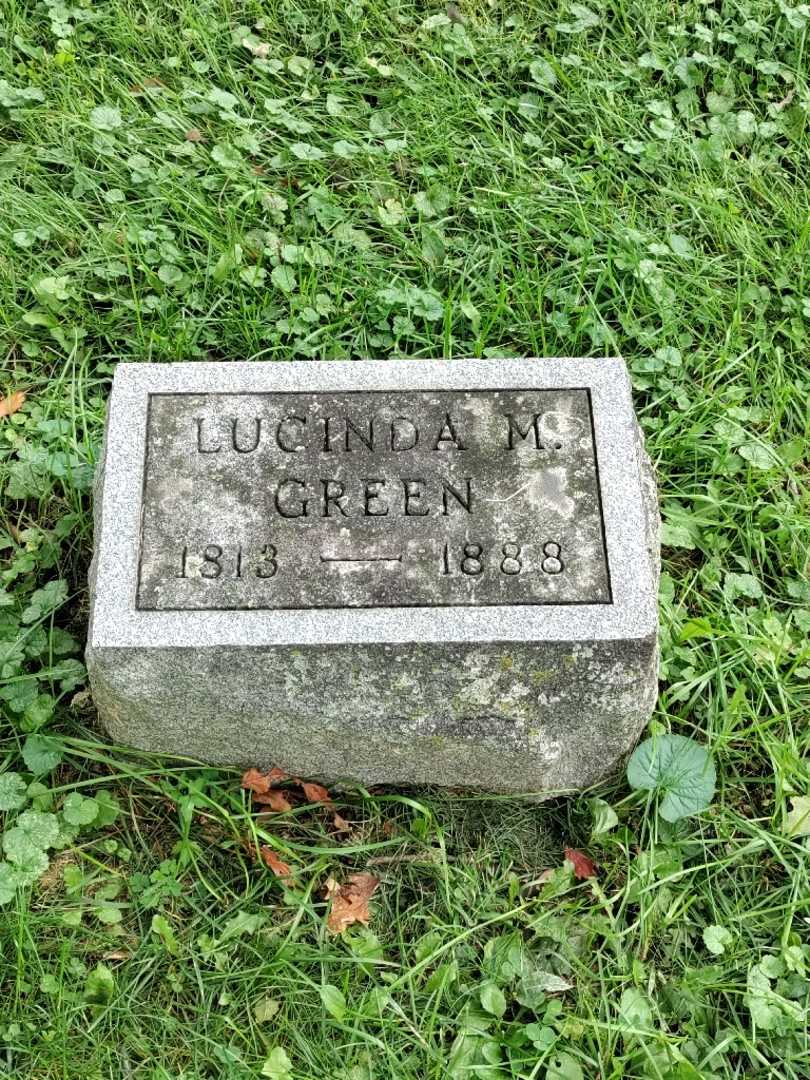 LUCINDA M.
GREEN
1813 — 1888